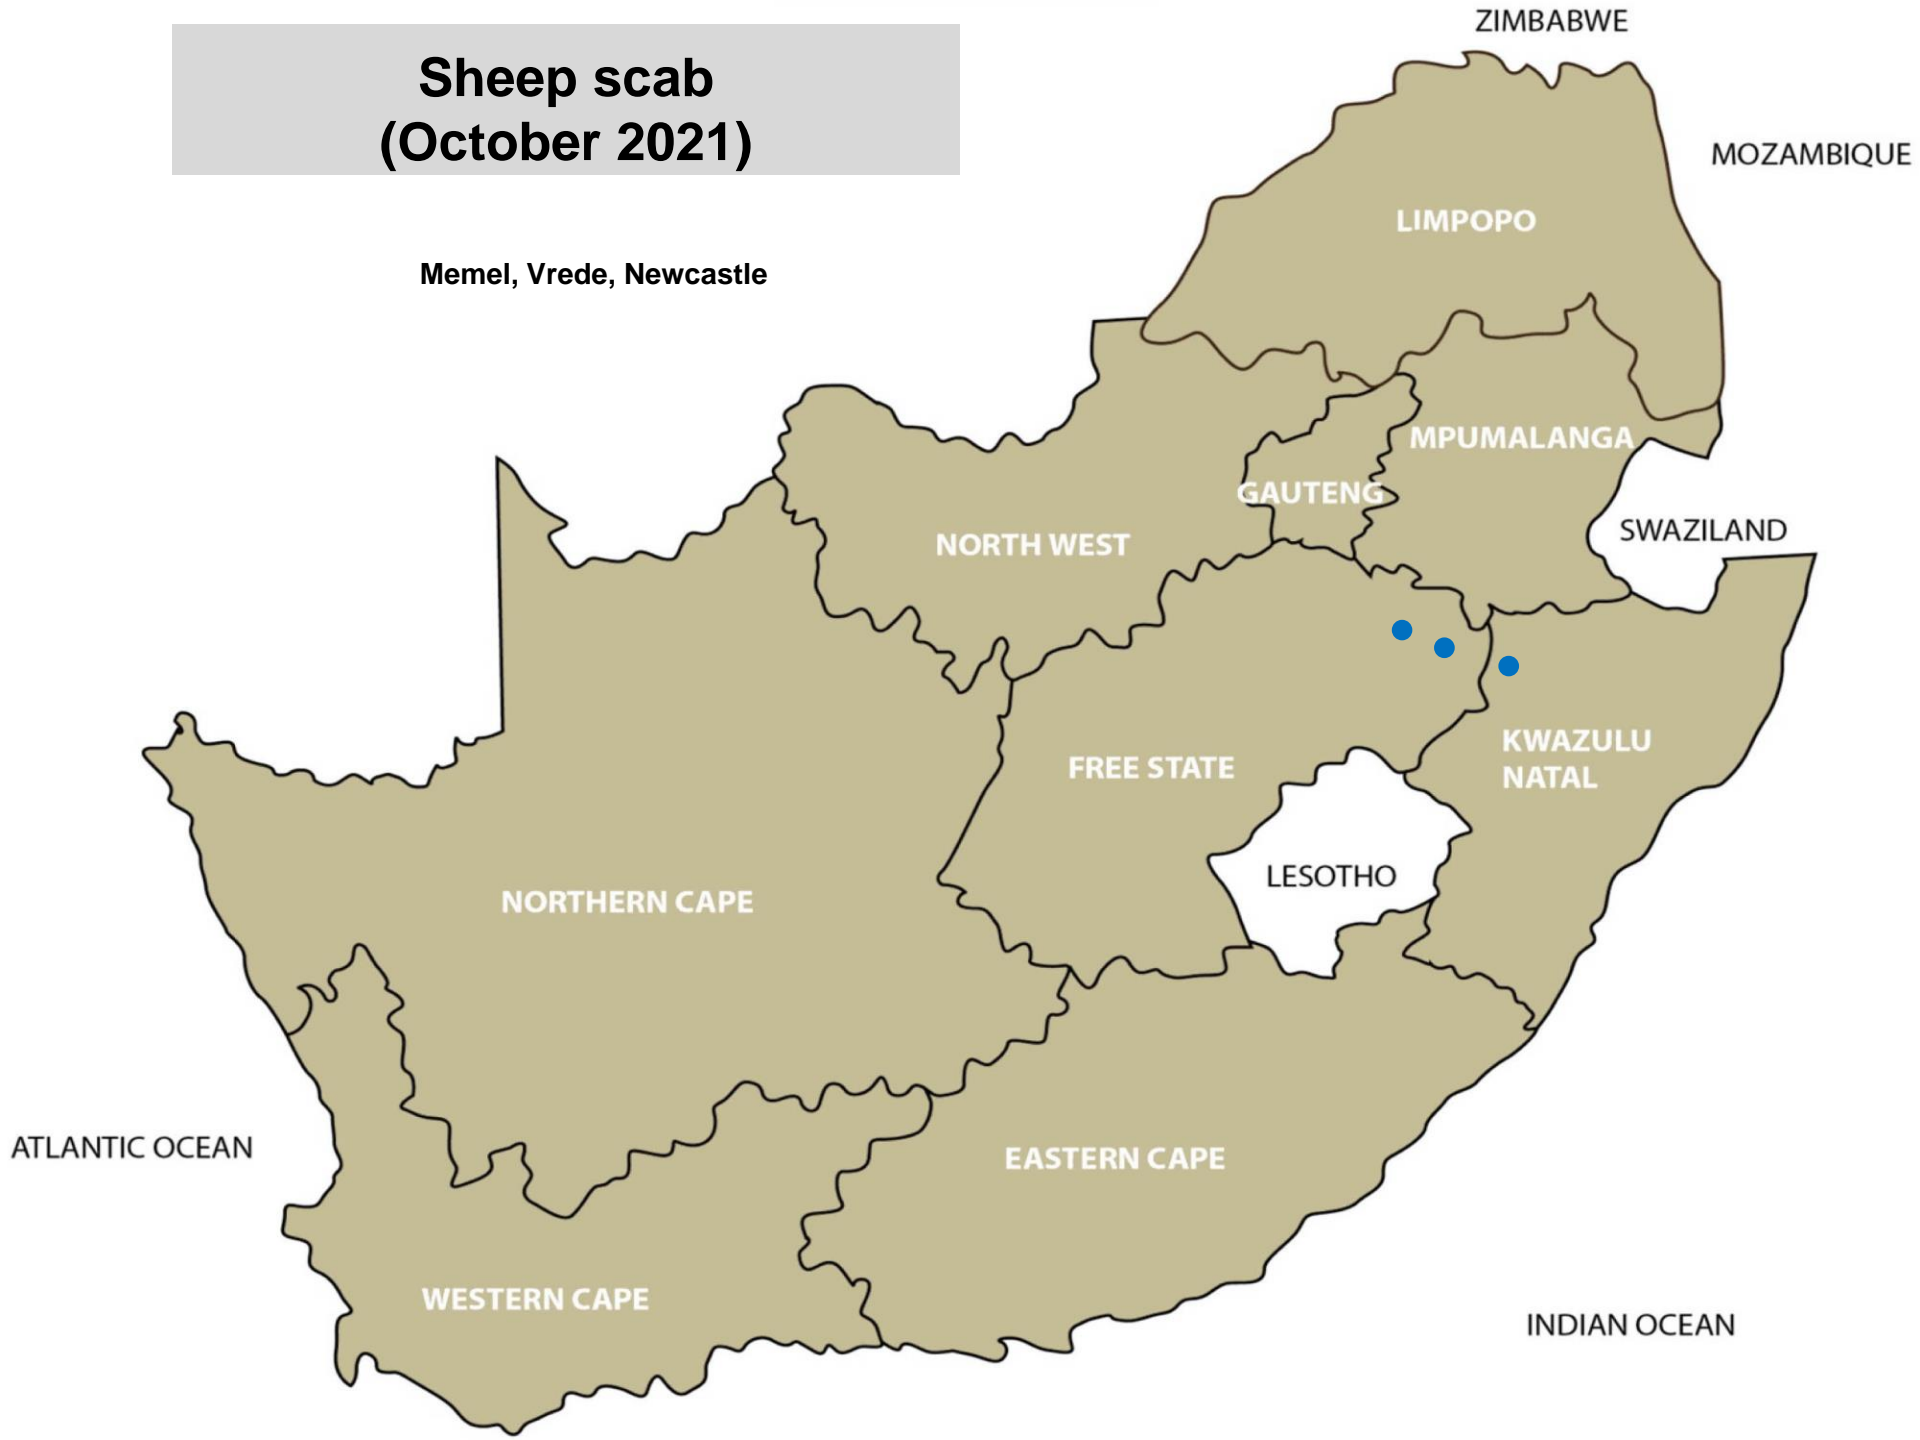 Sheep scab
(October 2021)
Memel, Vrede, Newcastle
ZIMBABWE
MOZAMBIQUE
LIMPOPO
MPUMALANGA
GAUTENG
SWAZILAND
NORTH WEST
KWAZULU
NATAL
FREE STATE
LESOTHO
NORTHERN CAPE
ATLANTIC OCEAN
EASTERN CAPE
WESTERN CAPE
INDIAN OCEAN